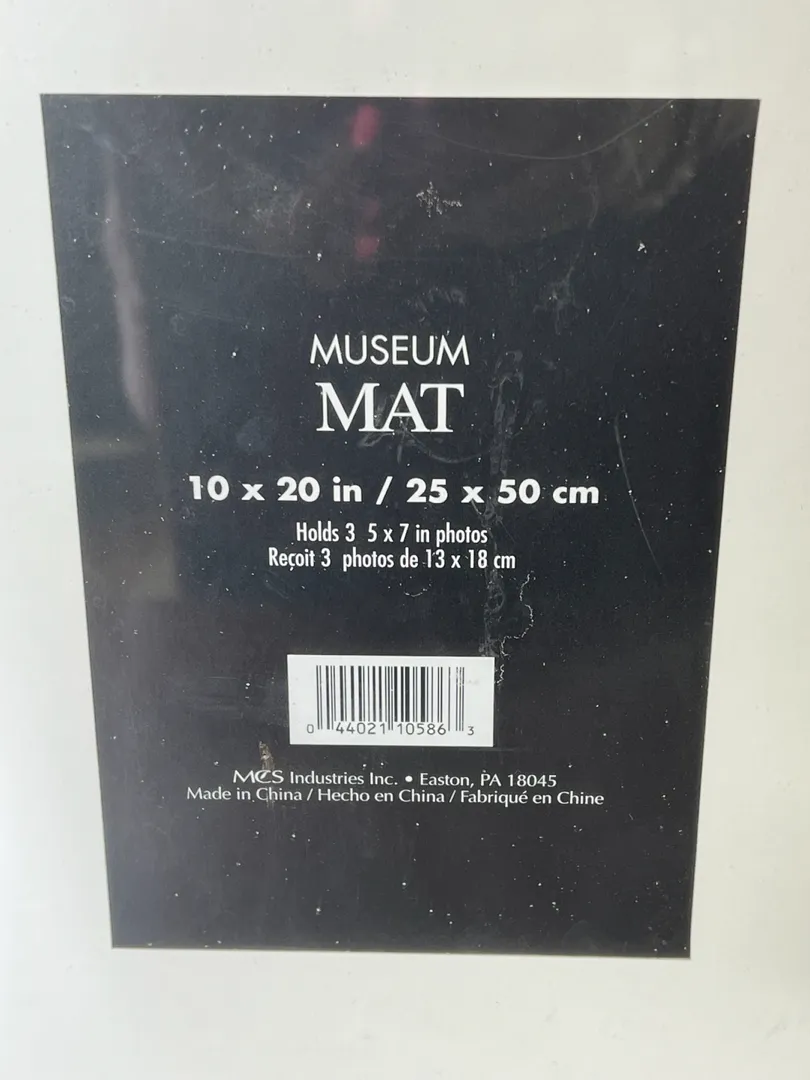 MUSEUM
MAT
10 x 20 in / 25 x 50 cm
Holds 3 5 x 7 in photos
Reçoit 3 photos de 13 x 18 cm
0 44021 10586 3
MCS Industries Inc. • Easton, PA 18045
Made in China / Hecho en China / Fabriqué en Chine